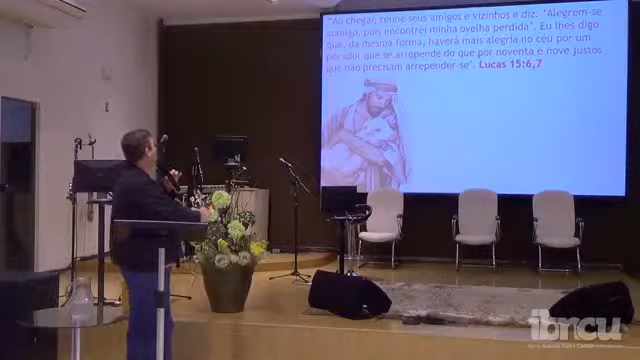 "Ao chegar, reúne seus amigos e vizinhos e diz: 'Alegrem-se
comigo, pois encontrei minha ovelha perdida'. Eu lhes digo
que, da mesma forma, haverá mais alegria no céu por um
pecador que se arrepende do que por noventa e nove justos
que não precisam arrepender-se". Lucas 15:6,7
ibrcu